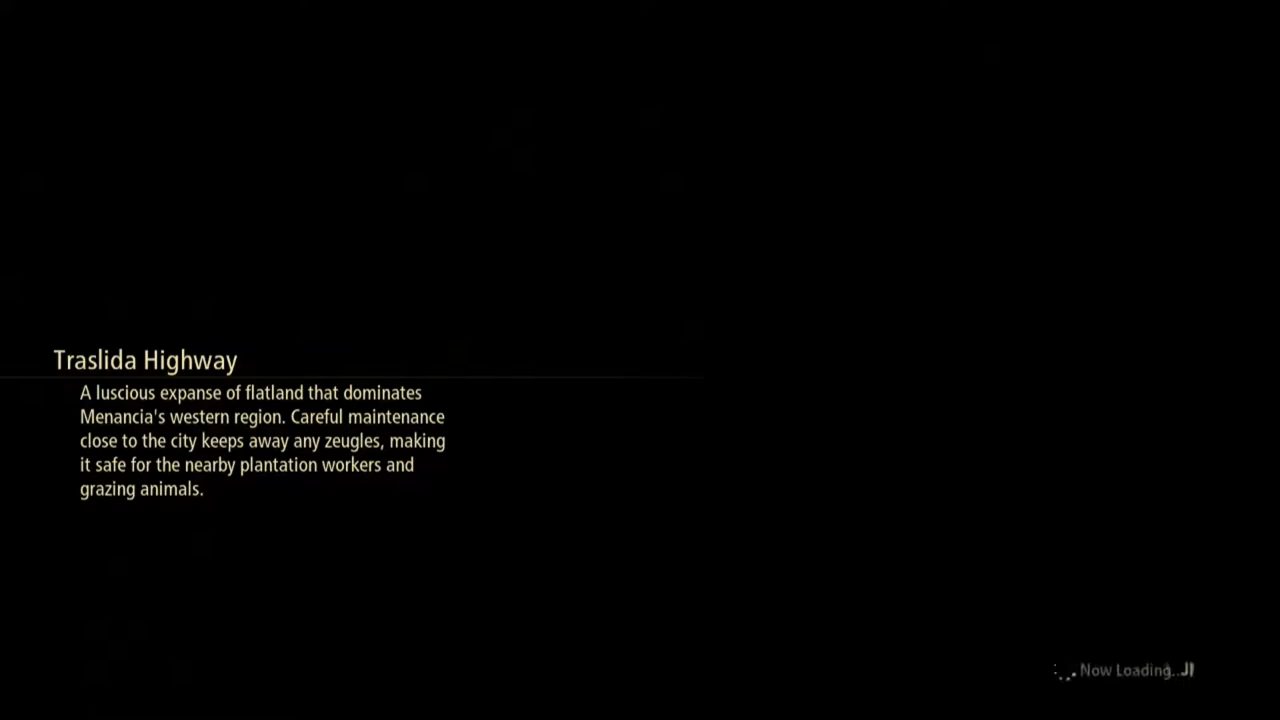 Traslida Highway
A luscious expanse of flatland that dominates
Menancia's western region. Careful maintenance
close to the city keeps away any zeugles, making
it safe for the nearby plantation workers and
grazing animals.
Now Loading..